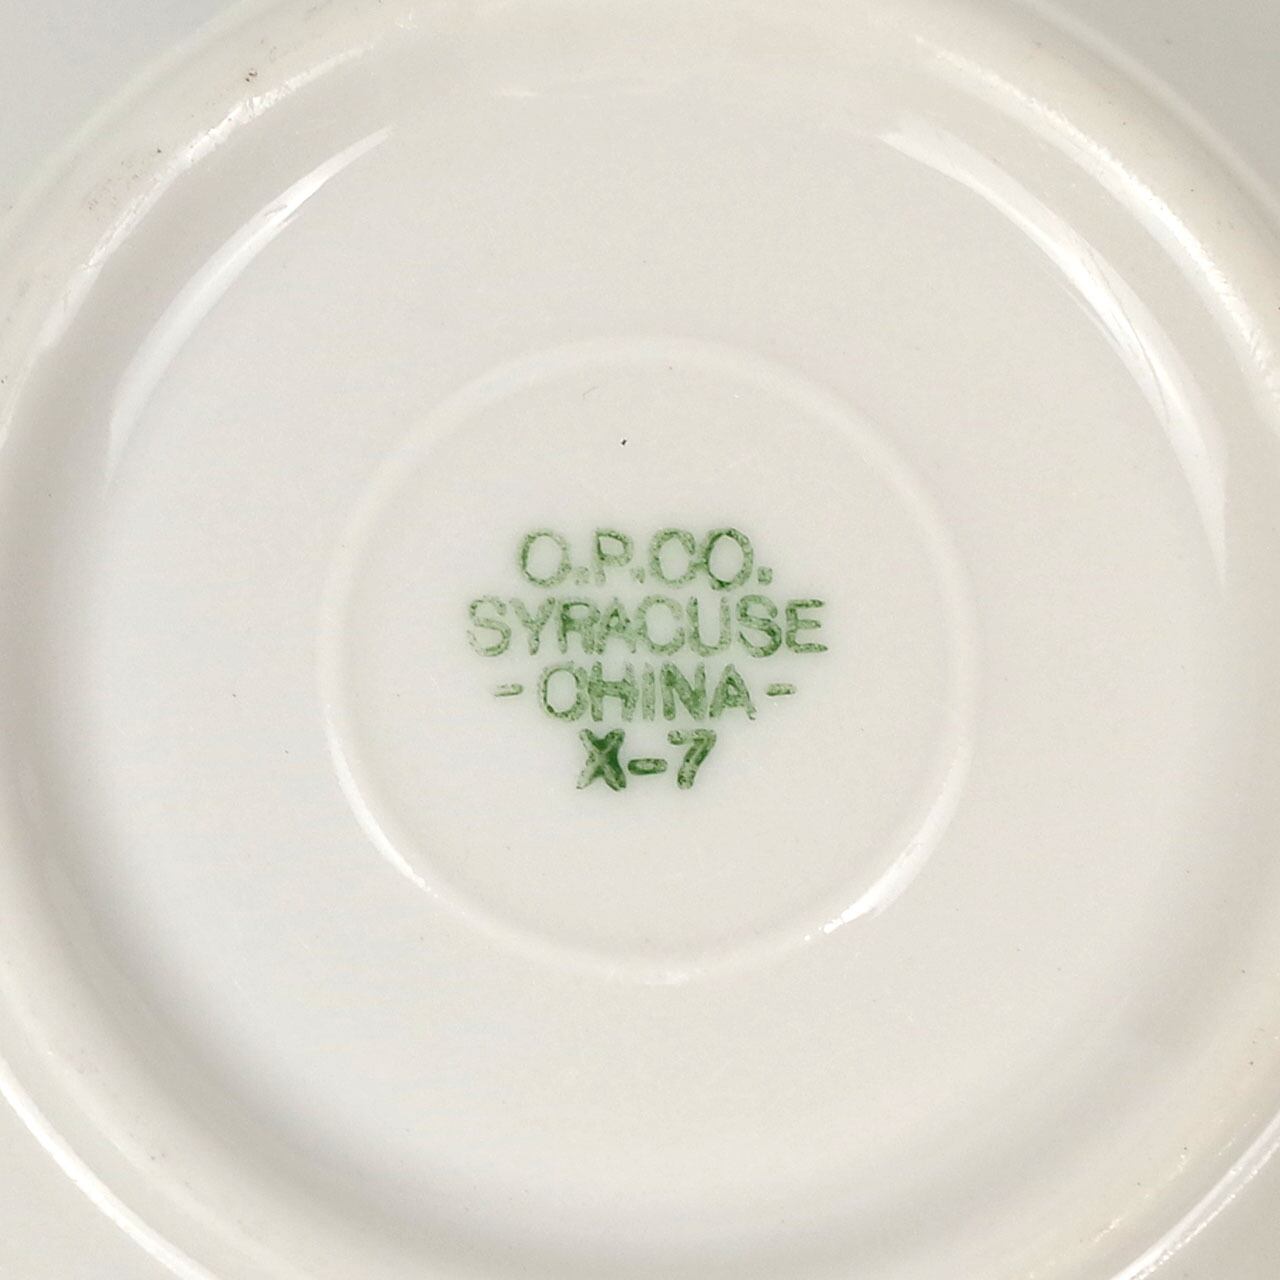 O.P.CO.
SYRACUSE
-CHINA-
X-7